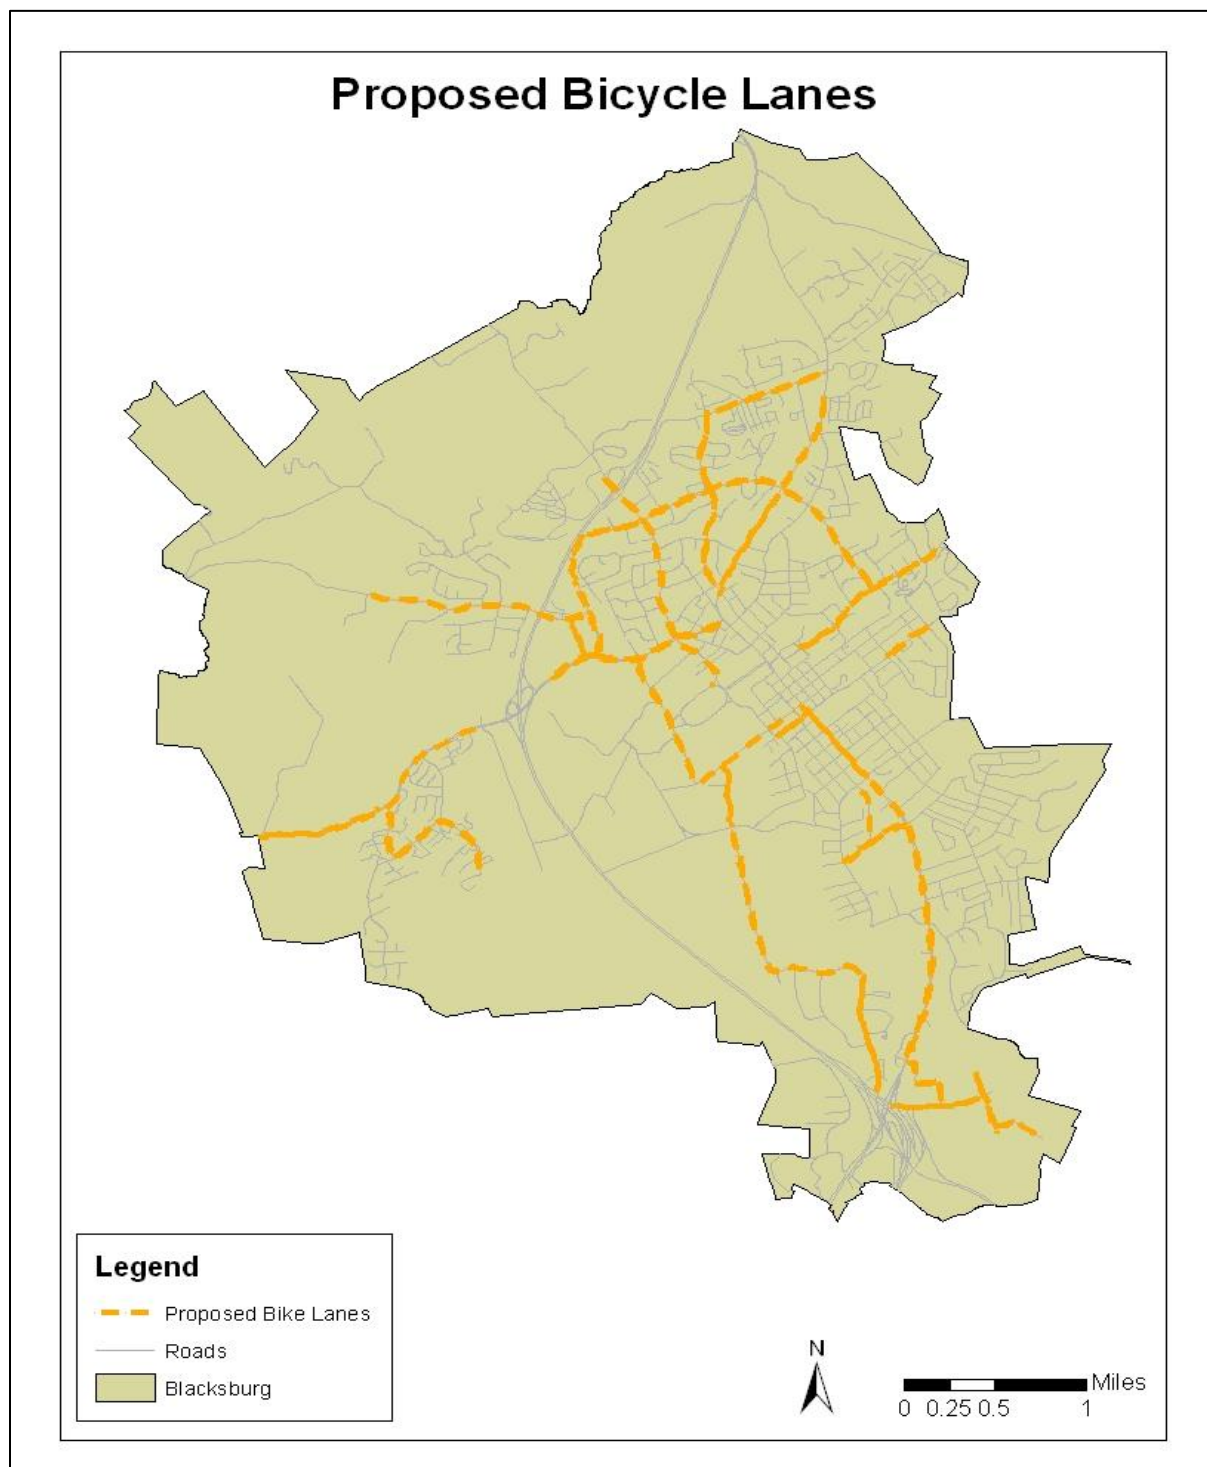 Proposed Bicycle Lanes
Legend
Proposed Bike Lanes
Roads
Blacksburg
N
Miles
0 0.25 0.5 1